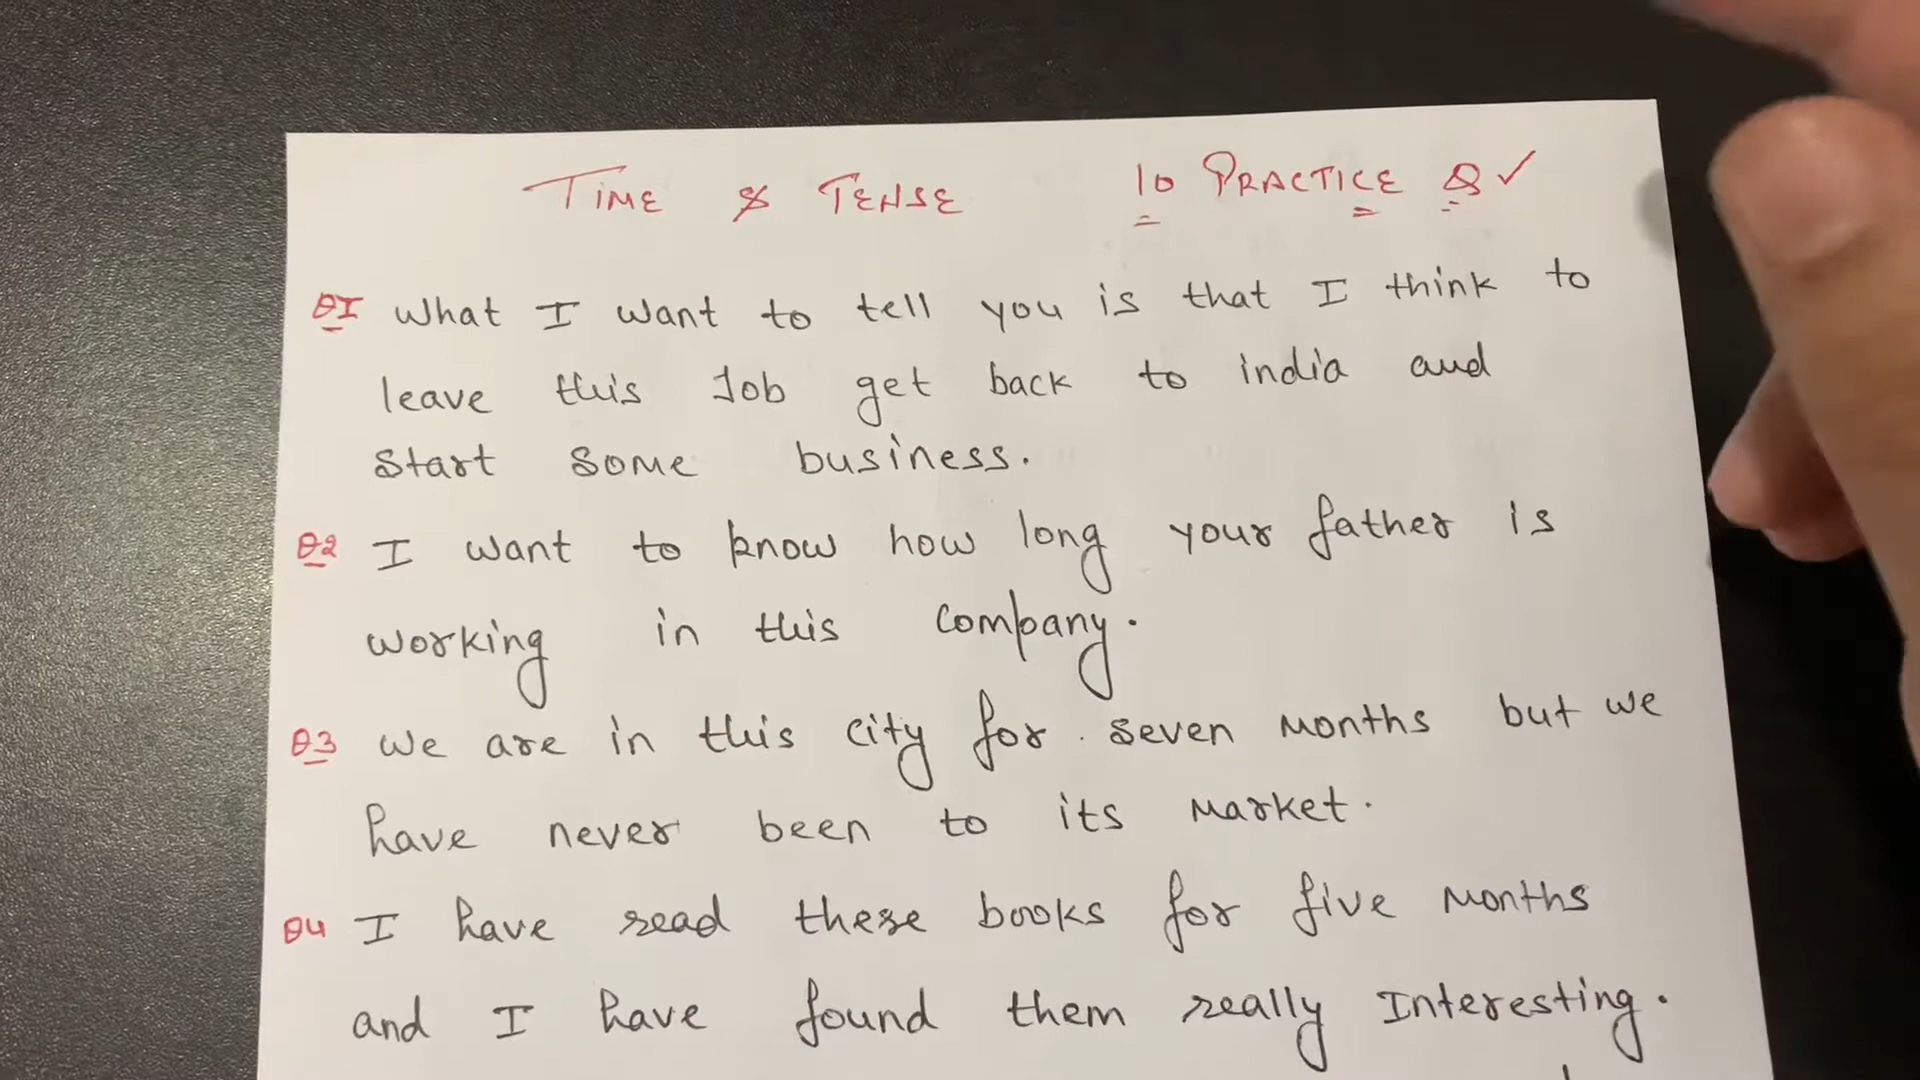 TIME & TENSE 10 PRACTICE Q ✓
Q1 What I want to tell you is that I think to
leave this Job get back to india and
start some business.
Q2 I want to know how long your father is
working in this company.
Q3 We are in this city for seven months but we
have never been to its market.
Q4 I have read these books for five months
and I have found them really Interesting.